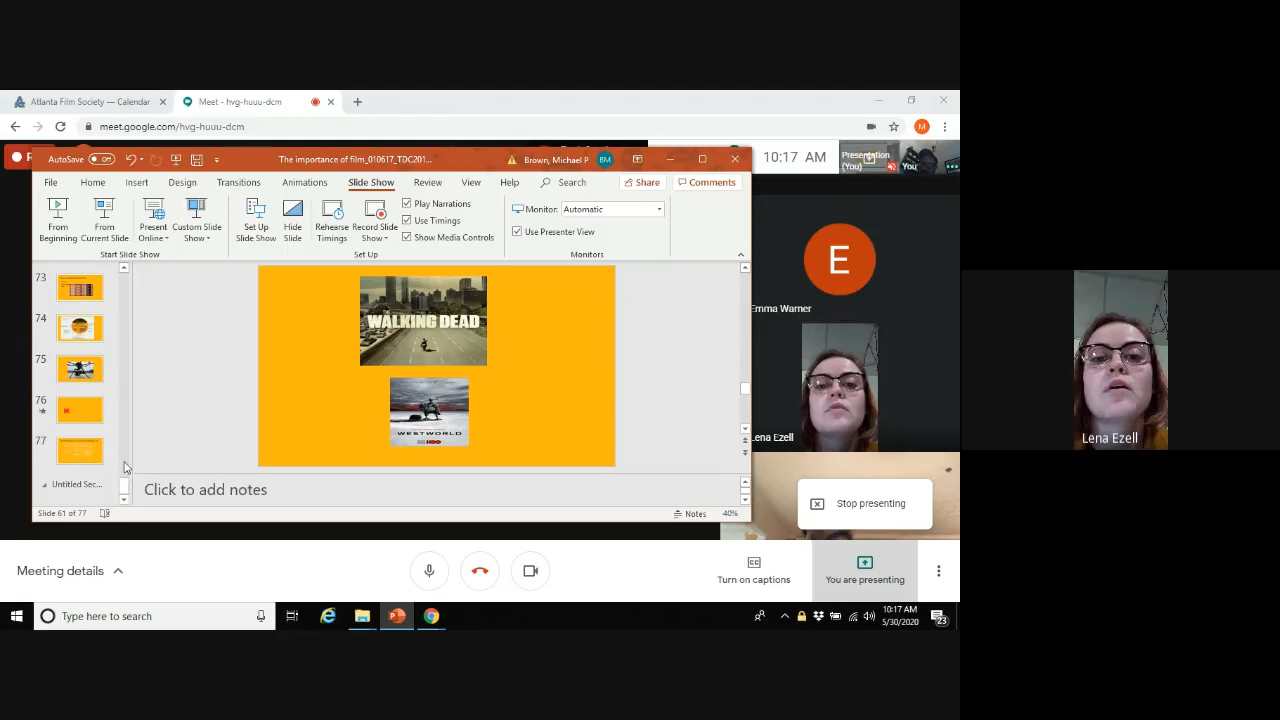 Atlanta Film Society — Calendar
Meet - hvg-huuu-dcm
meet.google.com/hvg-huuu-dcm
M
AutoSave Off
The importance of film_010617_TDC201...
Brown, Michael P BM
File Home Insert Design Transitions Animations Slide Show Review View Help Search Share Comments
From Beginning
From Current Slide
Present Online
Custom Slide Show
Set Up Slide Show
Hide Slide
Rehearse Timings
Record Slide Show
Play Narrations
Use Timings
Show Media Controls
Monitor: Automatic
Use Presenter View
Start Slide Show
Set Up
Monitors
10:17 AM
Presentation (You)
You
E
Emma Warner
Lena Ezell
Lena Ezell
73
74
75
76
77
Untitled Sec...
WALKING DEAD
WESTWORLD
HBO
Click to add notes
Slide 61 of 77
Notes
40%
Stop presenting
Meeting details
CC
Turn on captions
You are presenting
Type here to search
10:17 AM
5/30/2020
23